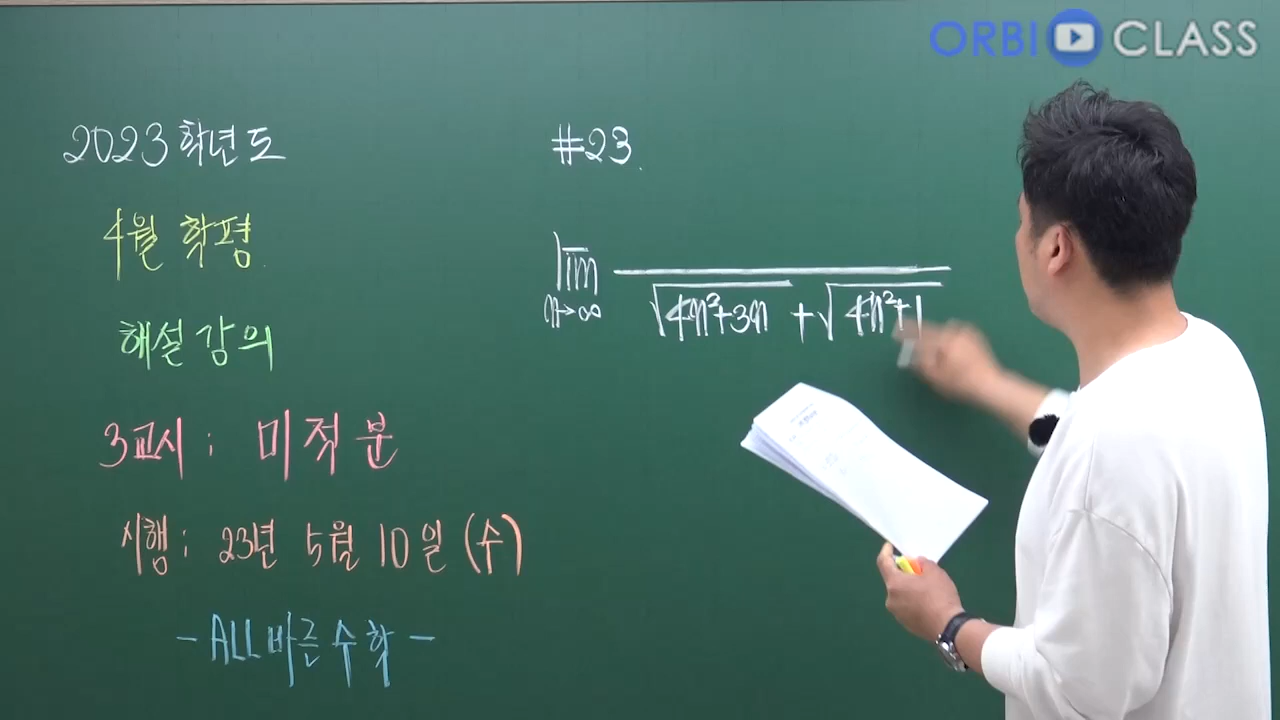 ORBI CLASS
2023학년도
4월 학평
해설강의
3교시 : 미적분
시행 : 23년 5월 10일 (수)
- ALL바른수학 -
#23.
lim
n→∞
√4n²+3n + √4n²+1